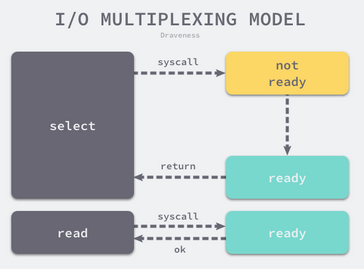 I/O MULTIPLEXING MODEL
Draveness
syscall
not
ready
select
return
ready
syscall
read
ready
ok